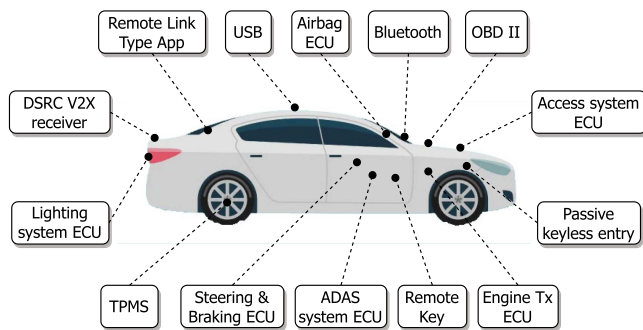 Remote Link
Type App
USB
Airbag
ECU
Bluetooth
OBD II
DSRC V2X
receiver
Access system
ECU
Lighting
system ECU
Passive
keyless entry
TPMS
Steering &
Braking ECU
ADAS
system ECU
Remote
Key
Engine Tx
ECU